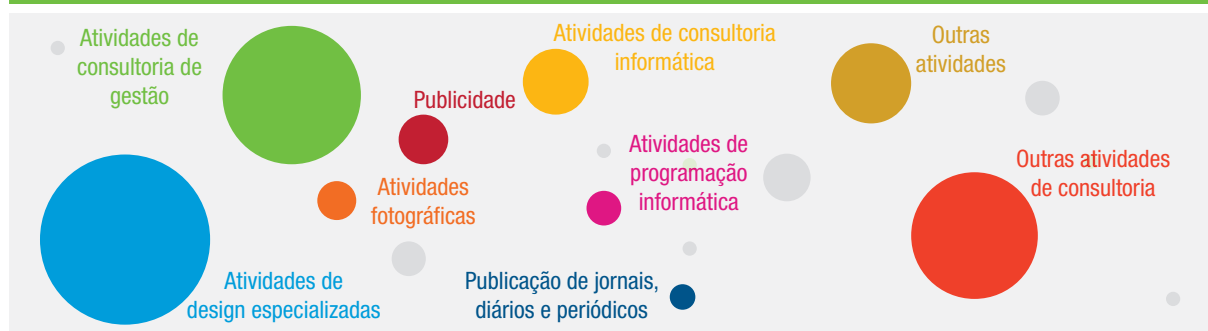 Atividades de
consultoria de
gestão
Publicidade
Atividades de consultoria
informática
Outras
atividades
Atividades
fotográficas
Atividades de
programação
informática
Outras atividades
de consultoria
Atividades de
design especializadas
Publicação de jornais,
diários e periódicos